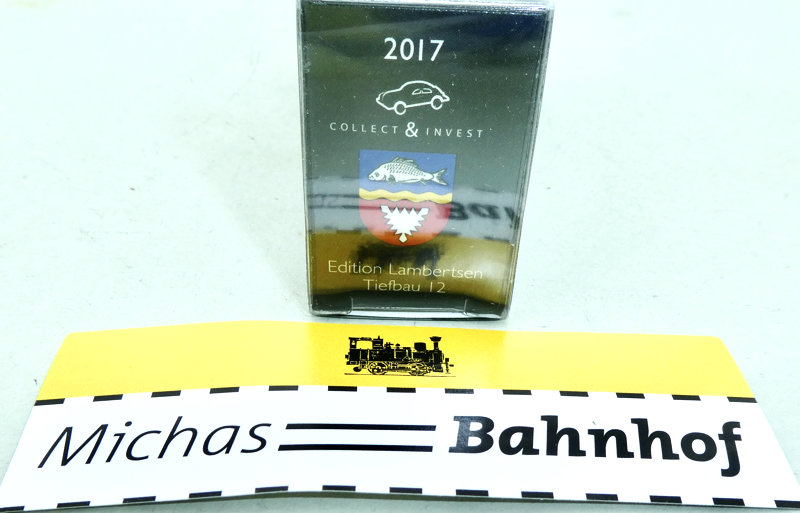 2017
COLLECT & INVEST
Edition Lambertsen
Tiefbau 12
Michas Bahnhof